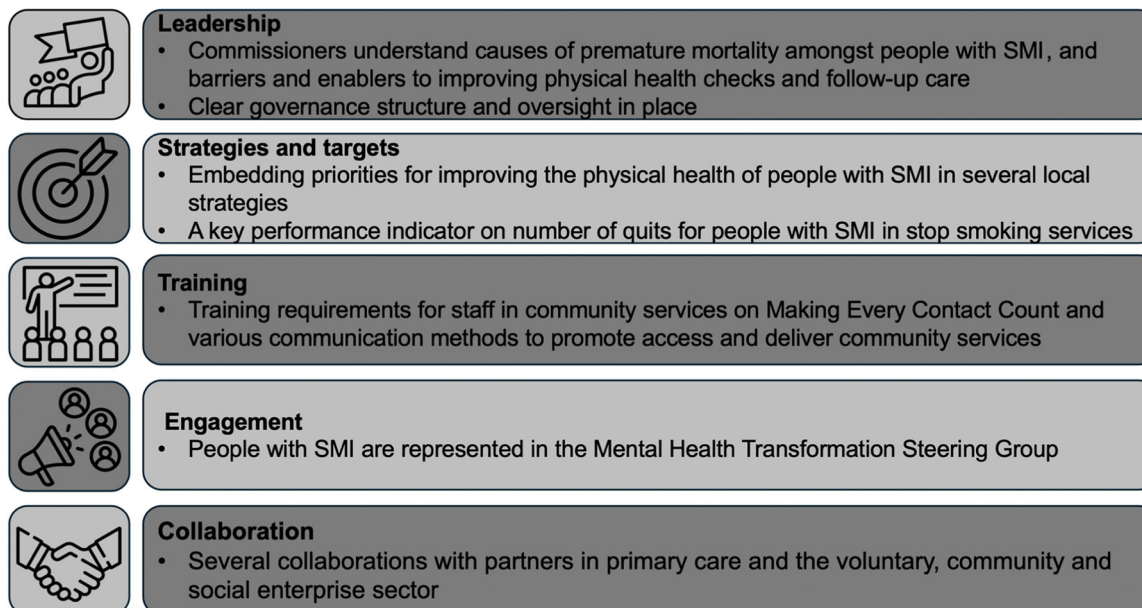 Leadership
• Commissioners understand causes of premature mortality amongst people with SMI, and
barriers and enablers to improving physical health checks and follow-up care
• Clear governance structure and oversight in place
Strategies and targets
• Embedding priorities for improving the physical health of people with SMI in several local
strategies
• A key performance indicator on number of quits for people with SMI in stop smoking services
Training
• Training requirements for staff in community services on Making Every Contact Count and
various communication methods to promote access and deliver community services
Engagement
• People with SMI are represented in the Mental Health Transformation Steering Group
Collaboration
• Several collaborations with partners in primary care and the voluntary, community and
social enterprise sector